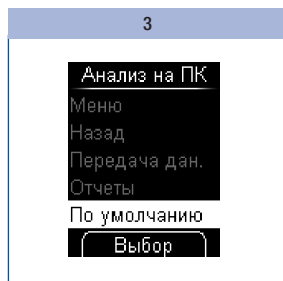 3
Анализ на ПК
Меню
Назад
Передача дан.
Отчеты
По умолчанию
Выбор